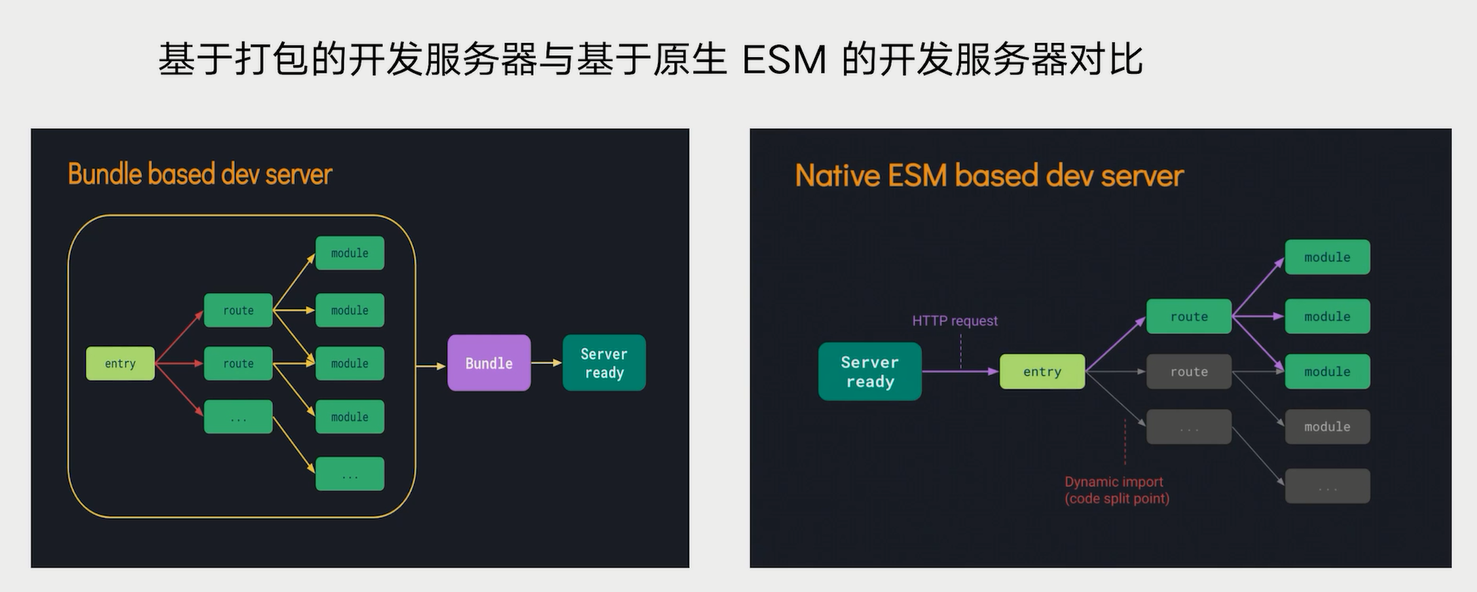 基于打包的开发服务器与基于原生 ESM 的开发服务器对比
Bundle based dev server
entry
route
route
...
module
module
module
module
...
Bundle
Server
ready
Native ESM based dev server
Server
ready
HTTP request
entry
route
route
...
module
module
module
module
...
Dynamic import
(code split point)